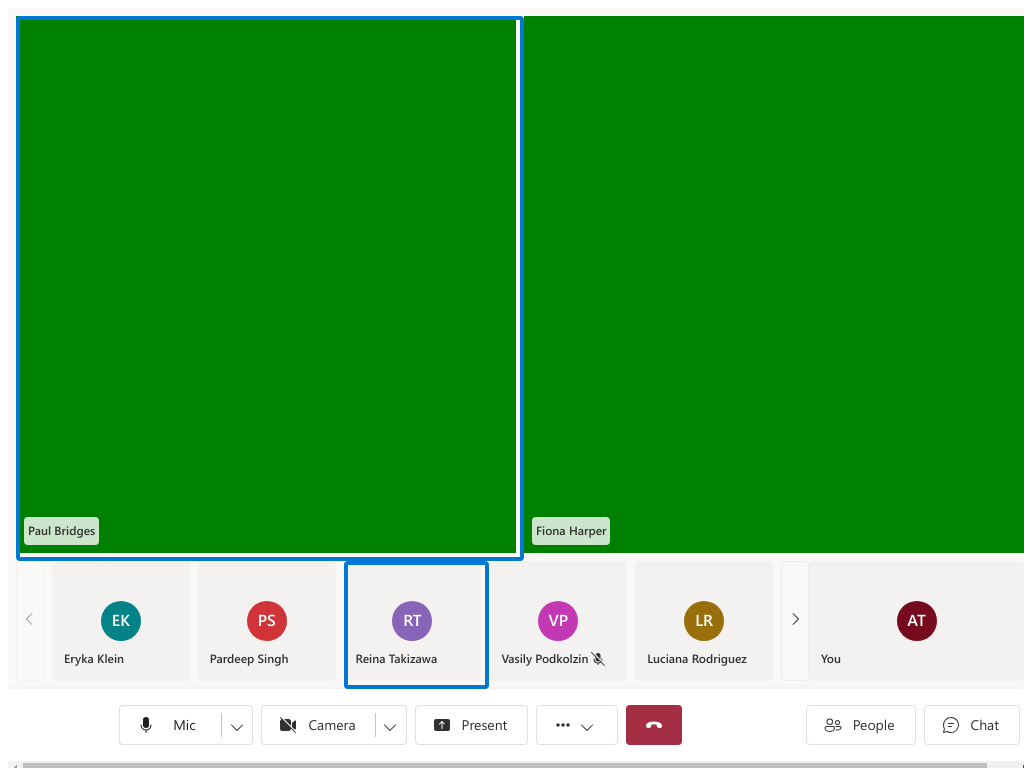 Paul Bridges
Fiona Harper
EK
PS
RT
VP
LR
AT
Eryka Klein
Pardeep Singh
Reina Takizawa
Vasily Podkolzin
Luciana Rodriguez
You
Mic
Camera
Present
People
Chat